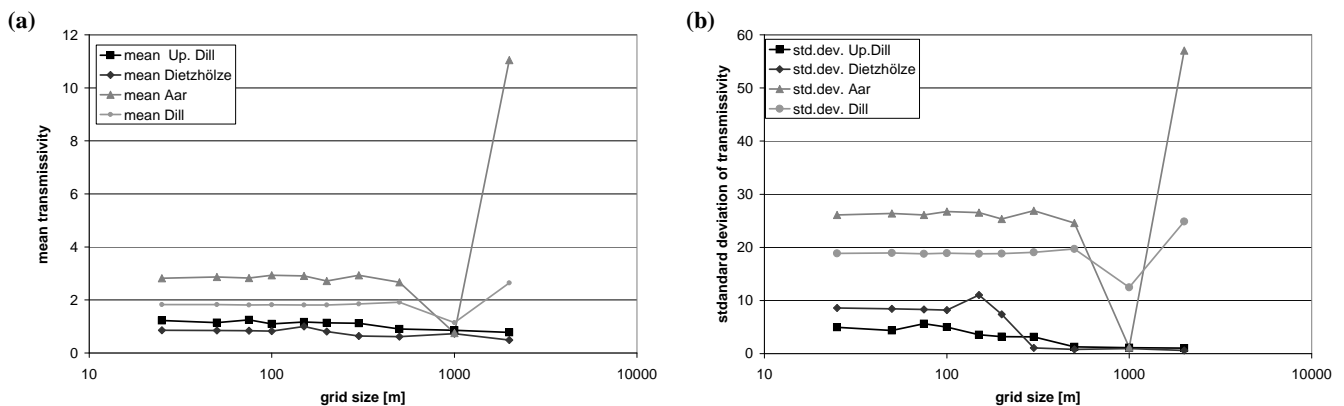 (a)
12
10
8
6
4
2
0
10
100
1000
10000
mean transmissivity
grid size [m]
mean Up. Dill
mean Dietzhölze
mean Aar
mean Dill
(b)
60
50
40
30
20
10
0
10
100
1000
10000
stdandard deviation of transmissivity
grid size [m]
std.dev. Up.Dill
std.dev. Dietzhölze
std.dev. Aar
std.dev. Dill